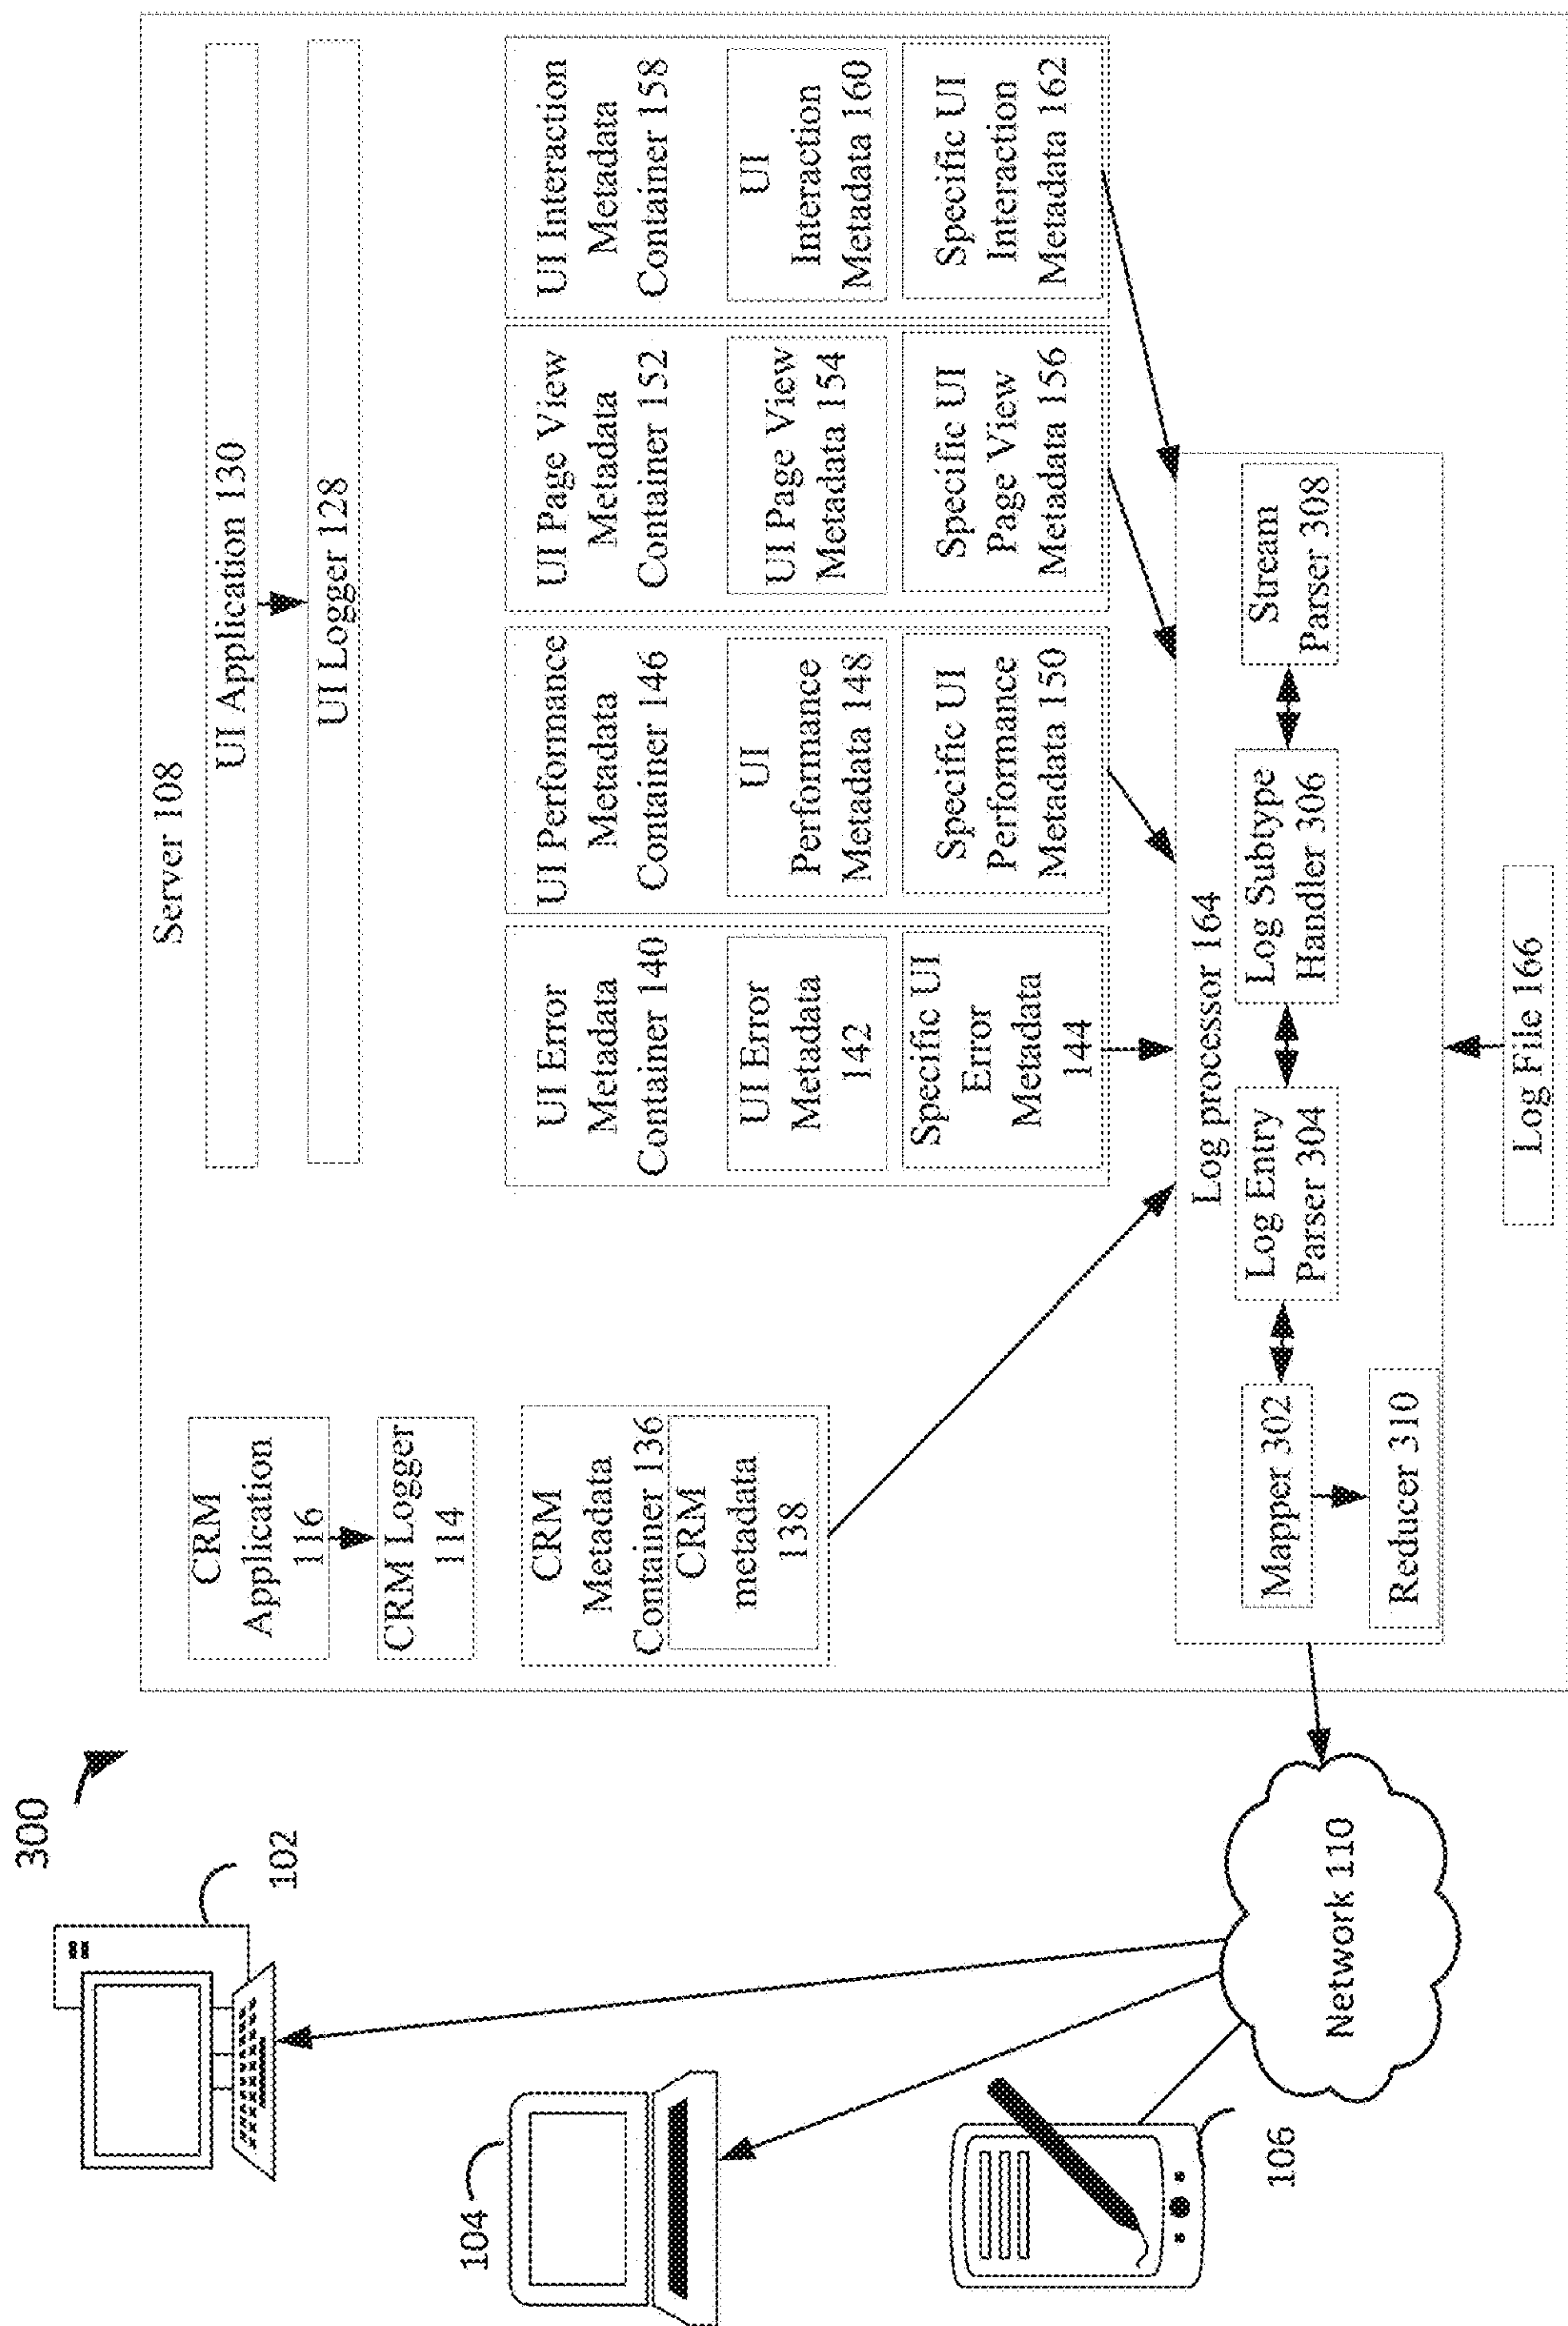 300
102
104
106
Network 110
Server 108
CRM
Application
116
CRM Logger
114
CRM
Metadata
Container 136
CRM
metadata
138
UI Application 130
UI Logger 128
UI Error
Metadata
Container 140
UI Error
Metadata
142
Specific UI
Error
Metadata
144
UI Performance
Metadata
Container 146
UI
Performance
Metadata 148
Specific UI
Performance
Metadata 150
UI Page View
Metadata
Container 152
UI Page View
Metadata 154
Specific UI
Page View
Metadata 156
UI Interaction
Metadata
Container 158
UI
Interaction
Metadata 160
Specific UI
Interaction
Metadata 162
Log processor 164
Mapper 302
Log Entry
Parser 304
Log Subtype
Handler 306
Stream
Parser 308
Reducer 310
Log File 166